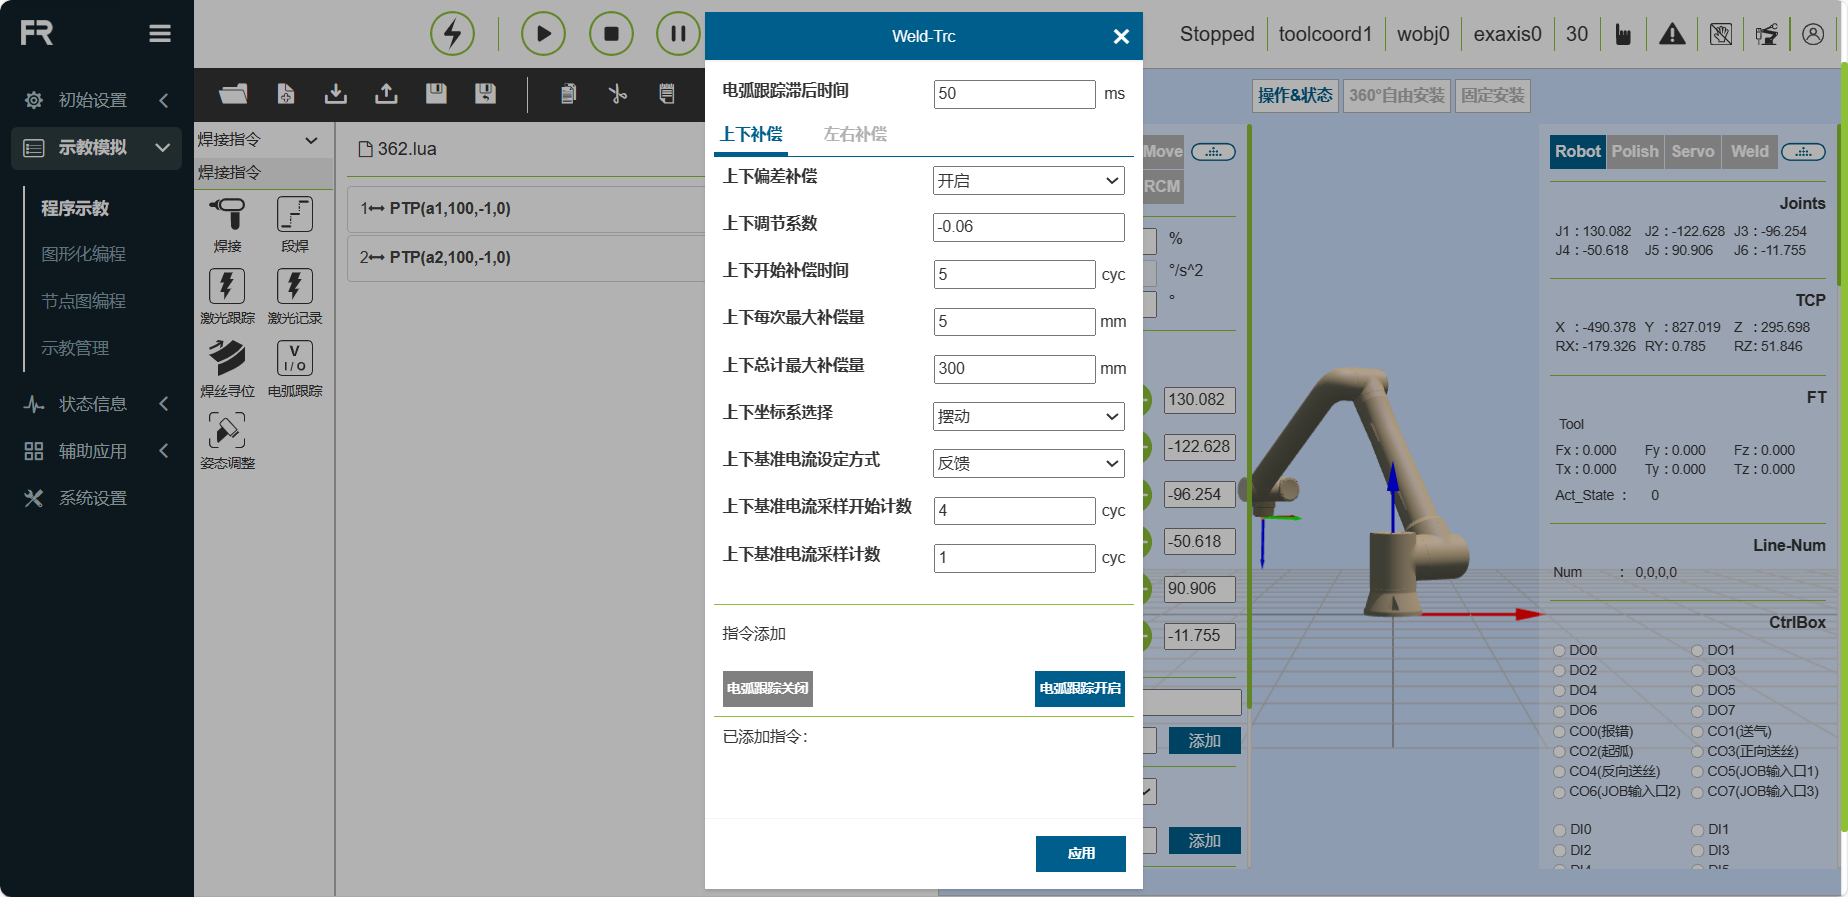 FR
初始设置
示教模拟
程序示教
图形化编程
节点图编程
示教管理
状态信息
辅助应用
系统设置
Stopped
toolcoord1
wobj0
exaxis0
30
焊接指令
焊接指令
焊接
段焊
激光跟踪
激光记录
焊丝寻位
V
I/O
电弧跟踪
姿态调整
362.lua
1 PTP(a1,100,-1,0)
2 PTP(a2,100,-1,0)
Weld-Trc
电弧跟踪滞后时间 50 ms
上下补偿 左右补偿
上下偏差补偿 开启
上下调节系数 -0.06
上下开始补偿时间 5 cyc
上下每次最大补偿量 5 mm
上下总计最大补偿量 300 mm
上下坐标系选择 摆动
上下基准电流设定方式 反馈
上下基准电流采样开始计数 4 cyc
上下基准电流采样计数 1 cyc
指令添加
电弧跟踪关闭 电弧跟踪开启
已添加指令:
应用
操作&状态 360°自由安装 固定安装
Move
RCM
%
°/s^2
°
130.082
-122.628
-96.254
-50.618
90.906
-11.755
添加
添加
Robot Polish Servo Weld
Joints
J1 : 130.082 J2 : -122.628 J3 : -96.254
J4 : -50.618 J5 : 90.906 J6 : -11.755
TCP
X : -490.378 Y : 827.019 Z : 295.698
RX: -179.326 RY: 0.785 RZ: 51.846
FT
Tool
Fx : 0.000 Fy : 0.000 Fz : 0.000
Tx : 0.000 Ty : 0.000 Tz : 0.000
Act_State : 0
Line-Num
Num : 0,0,0,0
CtrlBox
DO0 DO1
DO2 DO3
DO4 DO5
DO6 DO7
CO0(报错) CO1(送气)
CO2(起弧) CO3(正向送丝)
CO4(反向送丝) CO5(JOB输入口1)
CO6(JOB输入口2) CO7(JOB输入口3)
DI0 DI1
DI2 DI3
DI4 DI5